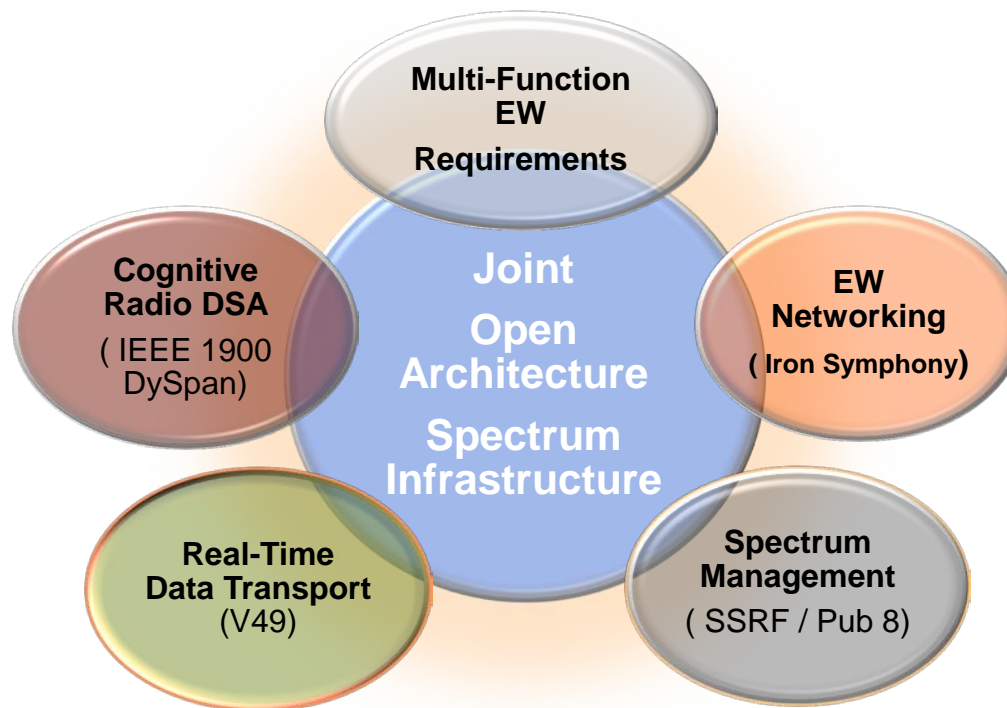 Multi-Function
EW
Requirements
Cognitive
Radio DSA
( IEEE 1900
DySpan)
Joint
Open
Architecture
Spectrum
Infrastructure
EW
Networking
( Iron Symphony)
Real-Time
Data Transport
(V49)
Spectrum
Management
( SSRF / Pub 8)